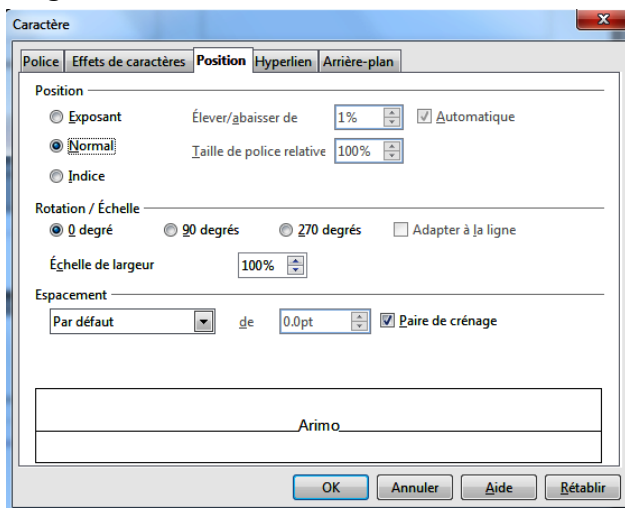 Caractère
Police Effets de caractères Position Hyperlien Arrière-plan
Position
Exposant Élever/abaisser de 1% Automatique
Normal Taille de police relative 100%
Indice
Rotation / Échelle
0 degré 90 degrés 270 degrés Adapter à la ligne
Échelle de largeur 100%
Espacement
Par défaut de 0.0pt Paire de crénage
Arimo
OK Annuler Aide Rétablir